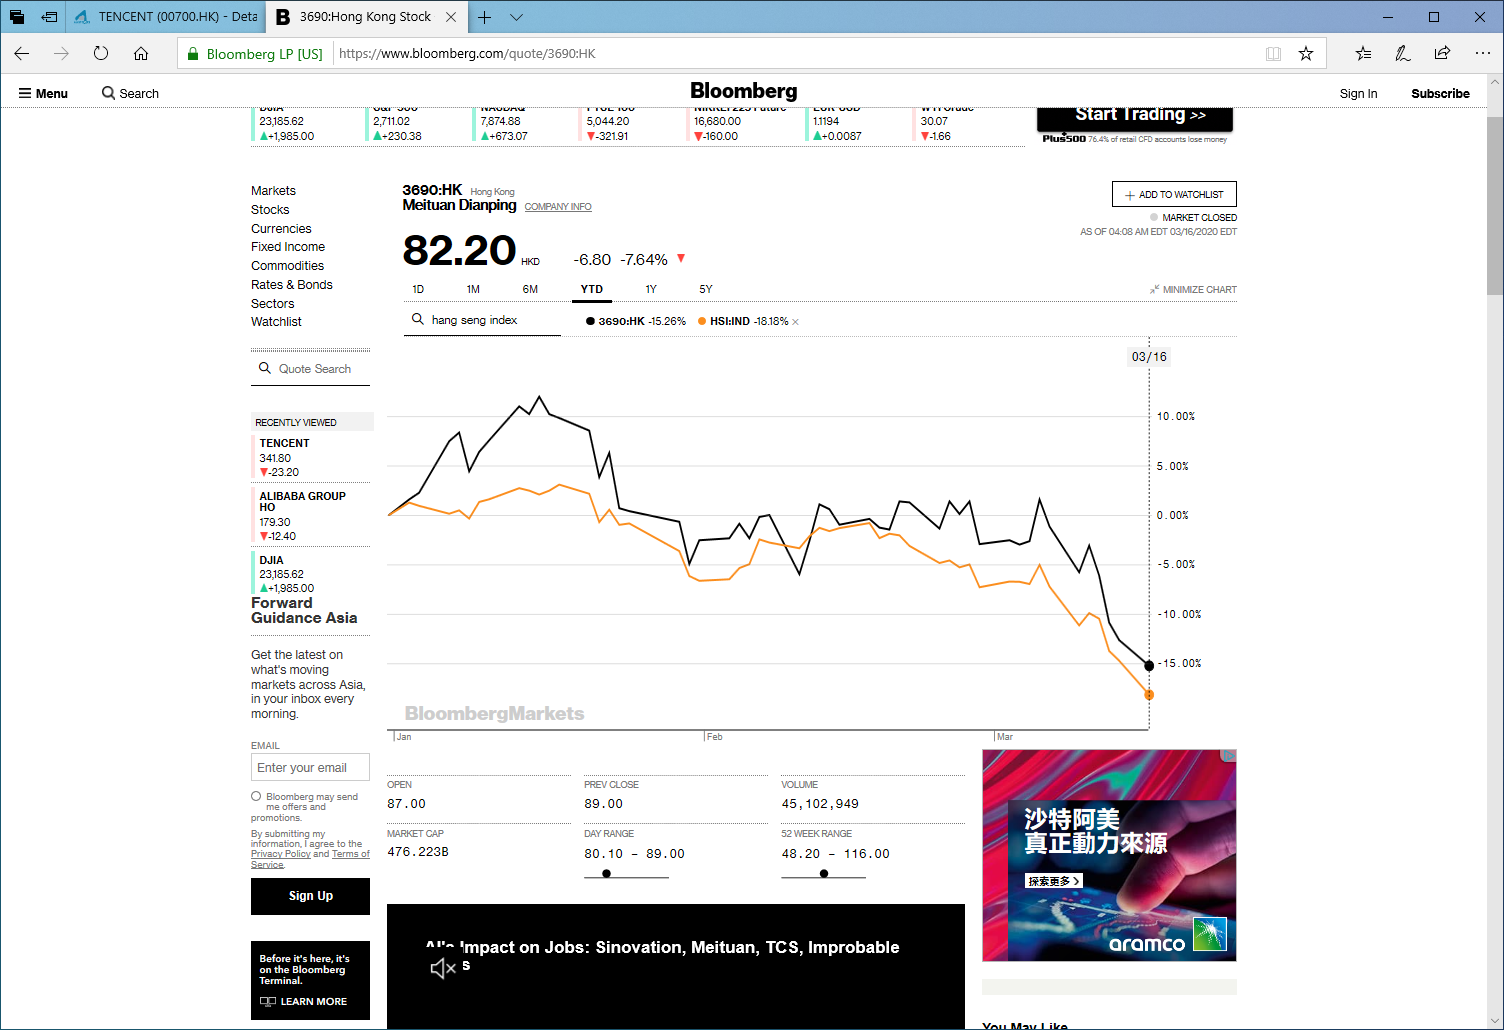 TENCENT (00700.HK) - Deta
3690:Hong Kong Stock
Bloomberg LP [US]
https://www.bloomberg.com/quote/3690:HK
Menu
Search
Bloomberg
Sign In
Subscribe
23,185.62
+1,985.00
2,711.02
+230.38
NASDAQ
7,874.88
+673.07
5,044.20
-321.91
NIKKEI 225 Future
16,680.00
-160.00
EUR-USD
1.1194
+0.0087
WTI Crude
30.07
-1.66
Start Trading >>
Plus500 76.4% of retail CFD accounts lose money
Markets
Stocks
Currencies
Fixed Income
Commodities
Rates & Bonds
Sectors
Watchlist
Quote Search
RECENTLY VIEWED
TENCENT
341.80
-23.20
ALIBABA GROUP
HO
179.30
-12.40
DJIA
23,185.62
+1,985.00
Forward
Guidance Asia
Get the latest on
what's moving
markets across Asia,
in your inbox every
morning.
EMAIL
Enter your email
Bloomberg may send
me offers and
promotions.
By submitting my
information, I agree to the
Privacy Policy and Terms of
Service.
Sign Up
Before it's here, it's
on the Bloomberg
Terminal.
LEARN MORE
3690:HK Hong Kong
Meituan Dianping COMPANY INFO
+ ADD TO WATCHLIST
MARKET CLOSED
AS OF 04:08 AM EDT 03/16/2020 EDT
82.20 HKD -6.80 -7.64%
1D 1M 6M YTD 1Y 5Y
MINIMIZE CHART
hang seng index
3690:HK -15.26% HSI:IND -18.18% ×
03/16
10.00%
5.00%
0.00%
-5.00%
-10.00%
-15.00%
BloombergMarkets
Jan Feb Mar
OPEN
87.00
PREV CLOSE
89.00
VOLUME
45,102,949
MARKET CAP
476.223B
DAY RANGE
80.10 - 89.00
52 WEEK RANGE
48.20 - 116.00
AI's Impact on Jobs: Sinovation, Meituan, TCS, Improbable
沙特阿美
真正動力來源
探索更多 >
aramco
You May Like